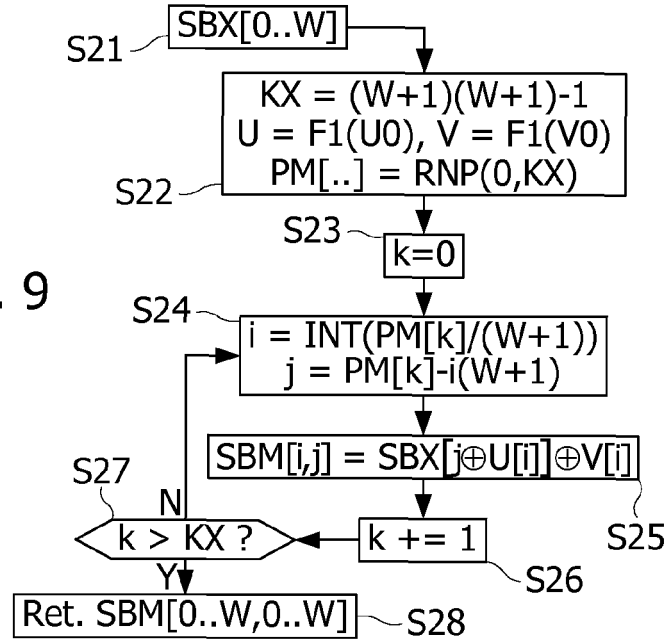 SBX[0..W]
S21
KX = (W+1)(W+1)-1
U = F1(U0), V = F1(V0)
PM[..] = RNP(0,KX)
S22
S23
k=0
. 9
S24
i = INT(PM[k]/(W+1))
j = PM[k]-i(W+1)
SBM[i,j] = SBX[j⊕U[i]]⊕V[i]
S25
S27
N
k > KX ?
k += 1
S26
Y
Ret. SBM[0..W,0..W]
S28